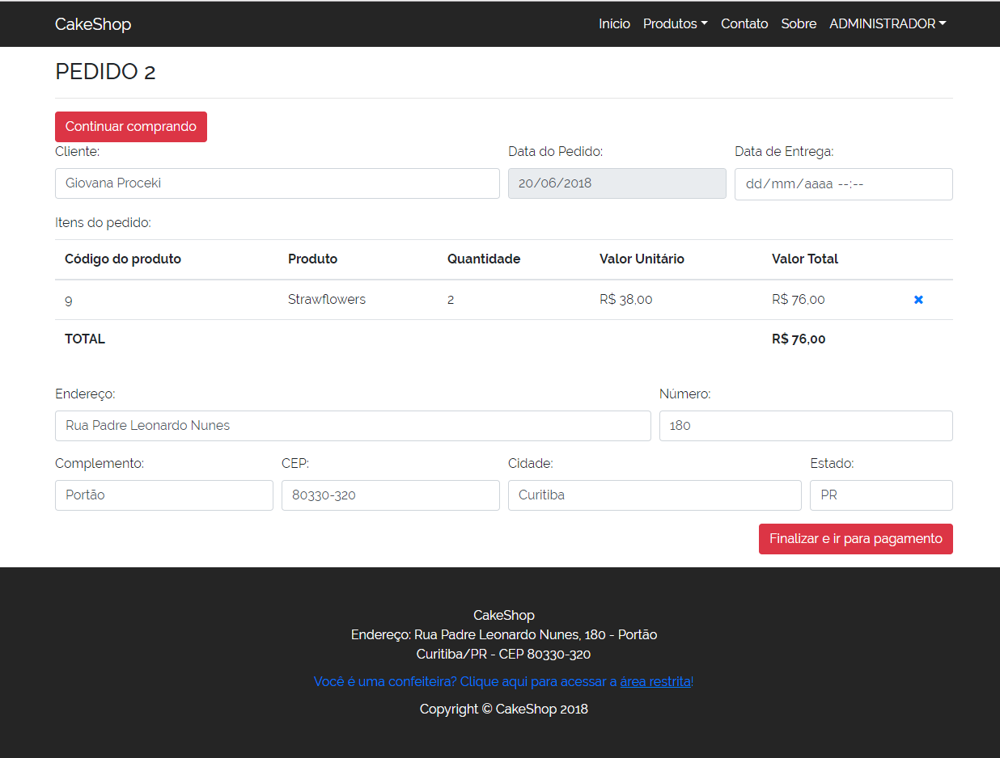 CakeShop Início Produtos Contato Sobre ADMINISTRADOR
PEDIDO 2
Continuar comprando
Cliente: Data do Pedido: Data de Entrega:
Giovana Proceki 20/06/2018 dd/mm/aaaa --:--
Itens do pedido:
Código do produto Produto Quantidade Valor Unitário Valor Total
9 Strawflowers 2 R$ 38,00 R$ 76,00
TOTAL R$ 76,00
Endereço: Número:
Rua Padre Leonardo Nunes 180
Complemento: CEP: Cidade: Estado:
Portão 80330-320 Curitiba PR
Finalizar e ir para pagamento
CakeShop
Endereço: Rua Padre Leonardo Nunes, 180 - Portão
Curitiba/PR - CEP 80330-320
Você é uma confeiteira? Clique aqui para acessar a área restrita!
Copyright © CakeShop 2018